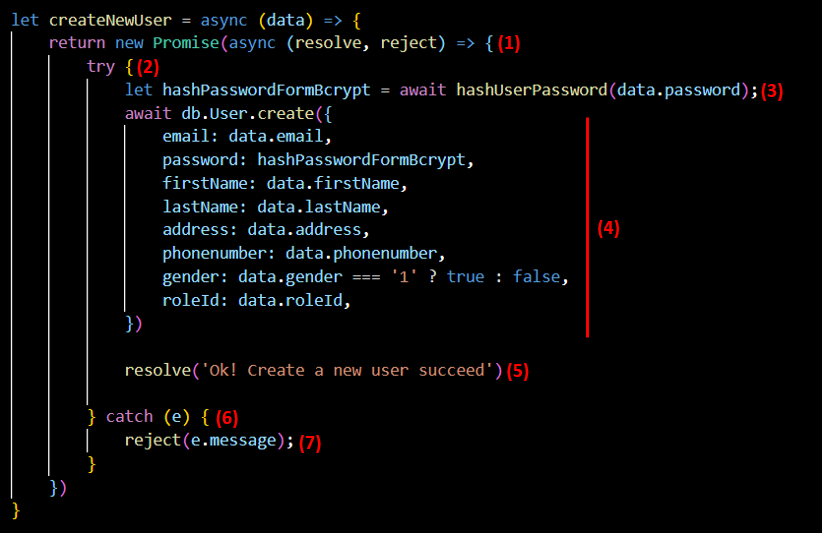 let createNewUser = async (data) => {
return new Promise(async (resolve, reject) => { (1)
try { (2)
let hashPasswordFormBcrypt = await hashUserPassword(data.password); (3)
await db.User.create({
email: data.email,
password: hashPasswordFormBcrypt,
firstName: data.firstName,
lastName: data.lastName,
address: data.address, (4)
phonenumber: data.phonenumber,
gender: data.gender === '1' ? true : false,
roleId: data.roleId,
})
resolve('Ok! Create a new user succeed') (5)
} catch (e) { (6)
reject(e.message); (7)
}
})
}